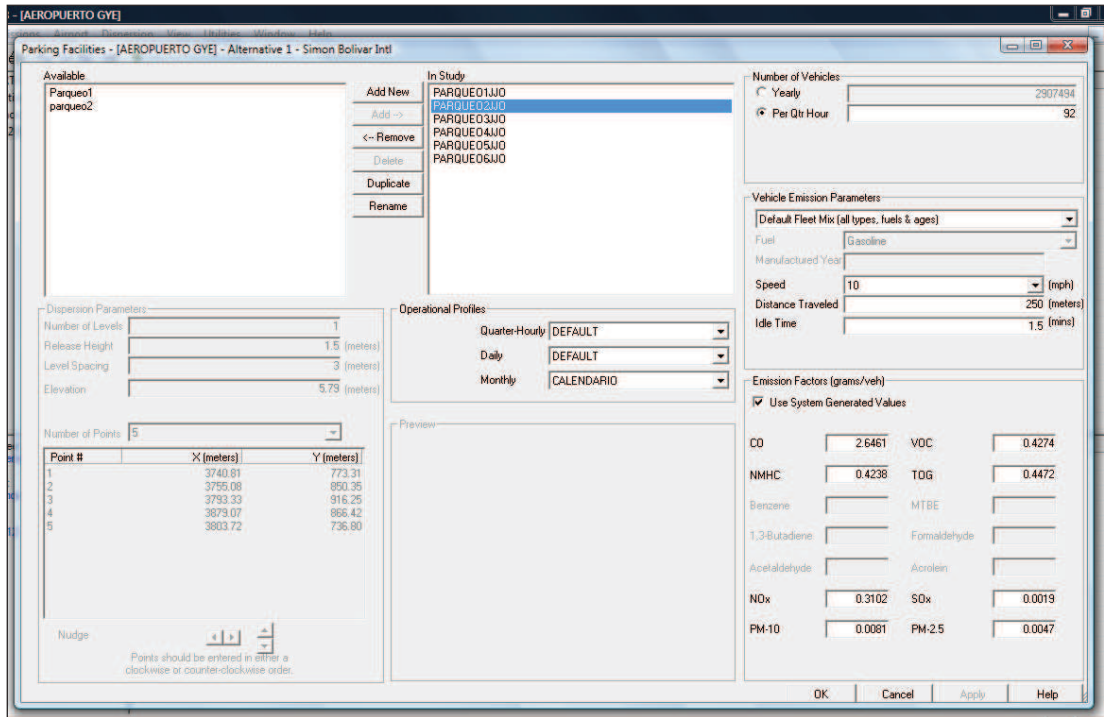 - [AEROPUERTO GYE]
Airport Dispersion View Utilities Window Help
Parking Facilities - [AEROPUERTO GYE] - Alternative 1 - Simon Bolivar Intl
Available
Parqueo1
parqueo2
Add New
Add -->
<-- Remove
Delete
Duplicate
Rename
In Study
PARQUEO1JJO
PARQUEO2JJO
PARQUEO3JJO
PARQUEO4JJO
PARQUEO5JJO
PARQUEO6JJO
Number of Vehicles
Yearly 2907494
Per Qtr Hour 92
Vehicle Emission Parameters
Default Fleet Mix (all types, fuels & ages)
Fuel Gasoline
Manufactured Year
Speed 10 (mph)
Distance Traveled 250 (meters)
Idle Time 1.5 (mins)
Dispersion Parameters
Number of Levels 1
Release Height 1.5 (meters)
Level Spacing 3 (meters)
Elevation 5.79 (meters)
Number of Points 5
Point # X (meters) Y (meters)
1 3740.81 773.31
2 3755.08 850.35
3 3793.33 916.25
4 3879.07 866.42
5 3803.72 736.80
Nudge
Points should be entered in either a
clockwise or counter-clockwise order.
Operational Profiles
Quarter-Hourly DEFAULT
Daily DEFAULT
Monthly CALENDARIO
Preview
Emission Factors (grams/veh)
Use System Generated Values
CO 2.6461 VOC 0.4274
NMHC 0.4238 TOG 0.4472
Benzene MTBE
1,3-Butadiene Formaldehyde
Acetaldehyde Acrolein
NOx 0.3102 SOx 0.0019
PM-10 0.0081 PM-2.5 0.0047
OK Cancel Apply Help